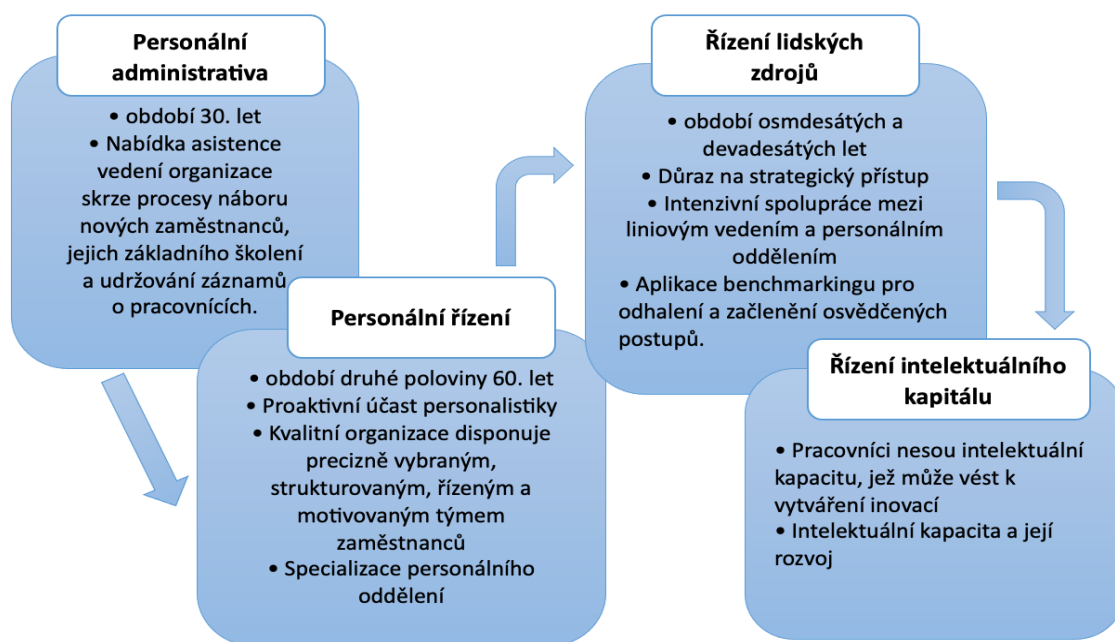 Personální
administrativa
• období 30. let
• Nabídka asistence
vedení organizace
skrze procesy náboru
nových zaměstnanců,
jejich základního školení
a udržování záznamů
o pracovnících.
Personální řízení
• období druhé poloviny 60. let
• Proaktivní účast personalistiky
• Kvalitní organizace disponuje
precizně vybraným,
strukturovaným, řízeným a
motivovaným týmem
zaměstnanců
• Specializace personálního
oddělení
Řízení lidských
zdrojů
• období osmdesátých a
devadesátých let
• Důraz na strategický přístup
• Intenzivní spolupráce mezi
liniovým vedením a personálním
oddělením
• Aplikace benchmarkingu pro
odhalení a začlenění osvědčených
postupů.
Řízení intelektuálního
kapitálu
• Pracovníci nesou intelektuální
kapacitu, jež může vést k
vytváření inovací
• Intelektuální kapacita a její
rozvoj